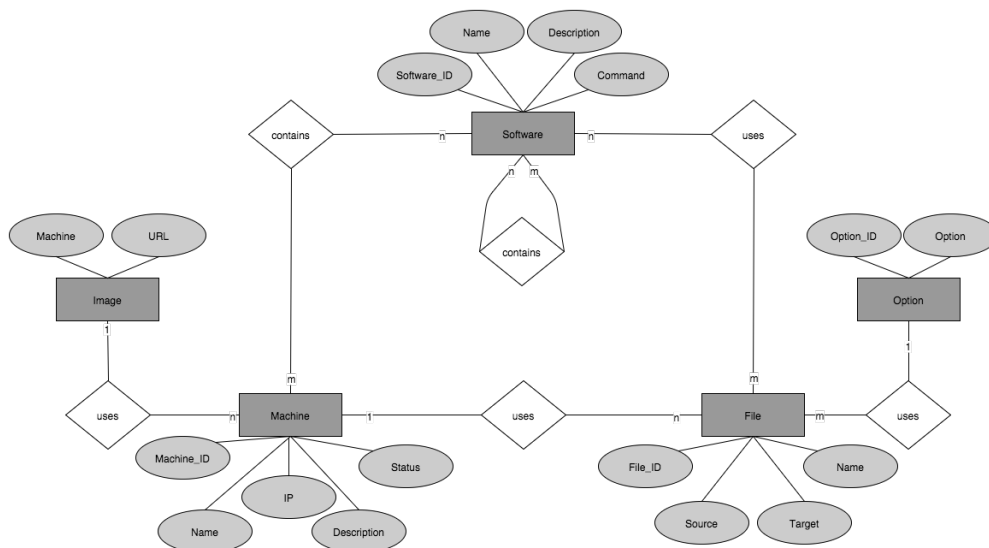 Name
Description
Software_ID
Command
contains
n
Software
n
uses
n
m
Machine
URL
contains
Option_ID
Option
Image
Option
1
1
m
m
uses
n
Machine
1
uses
n
File
m
uses
Machine_ID
Status
File_ID
Name
IP
Name
Description
Source
Target